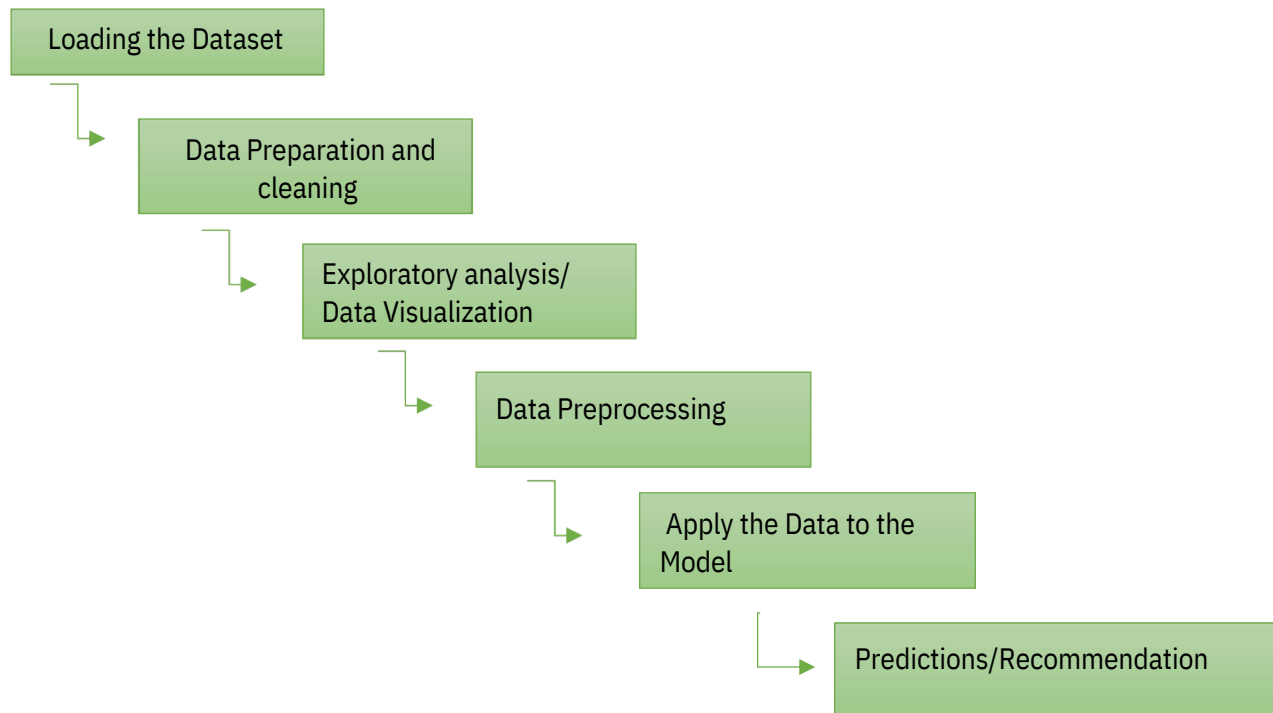 Loading the Dataset
Data Preparation and
cleaning
Exploratory analysis/
Data Visualization
Data Preprocessing
Apply the Data to the
Model
Predictions/Recommendation